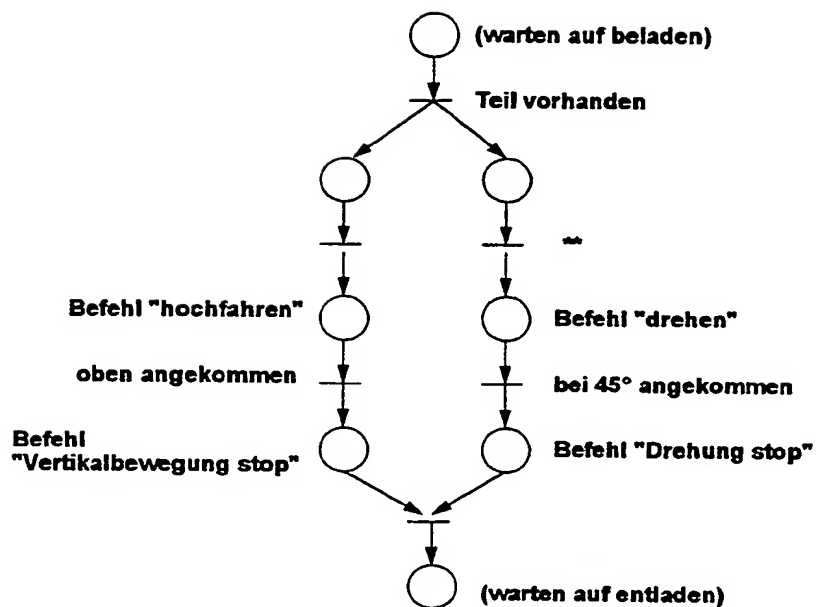 (warten auf beladen)
Teil vorhanden
**
Befehl "hochfahren"
Befehl "drehen"
oben angekommen
bei 45° angekommen
Befehl
"Vertikalbewegung stop"
Befehl "Drehung stop"
(warten auf entladen)